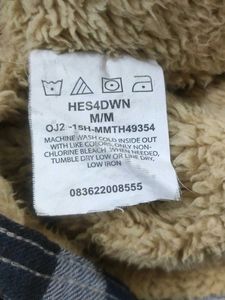 HES4DWN
M/M
OJ2 -15H-MMTH49354
MACHINE WASH COLD INSIDE OUT
WITH LIKE COLORS, ONLY NON-
CHLORINE BLEACH WHEN NEEDED,
TUMBLE DRY LOW OR LINE DRY,
LOW IRON
083622008555